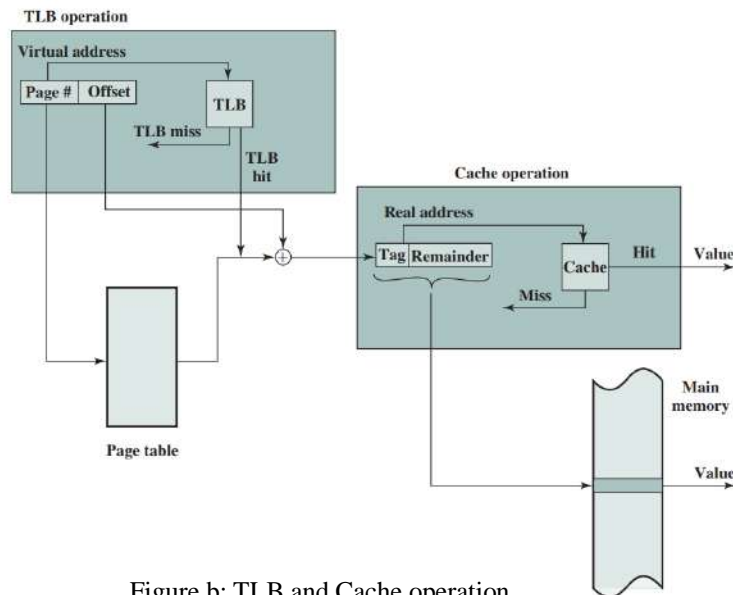 TLB operation
Virtual address
Page # Offset
TLB
TLB miss
TLB
hit
Cache operation
Real address
Tag Remainder
Cache
Hit
Value
Miss
Page table
Main
memory
Value
Figure b: TLB and Cache operation